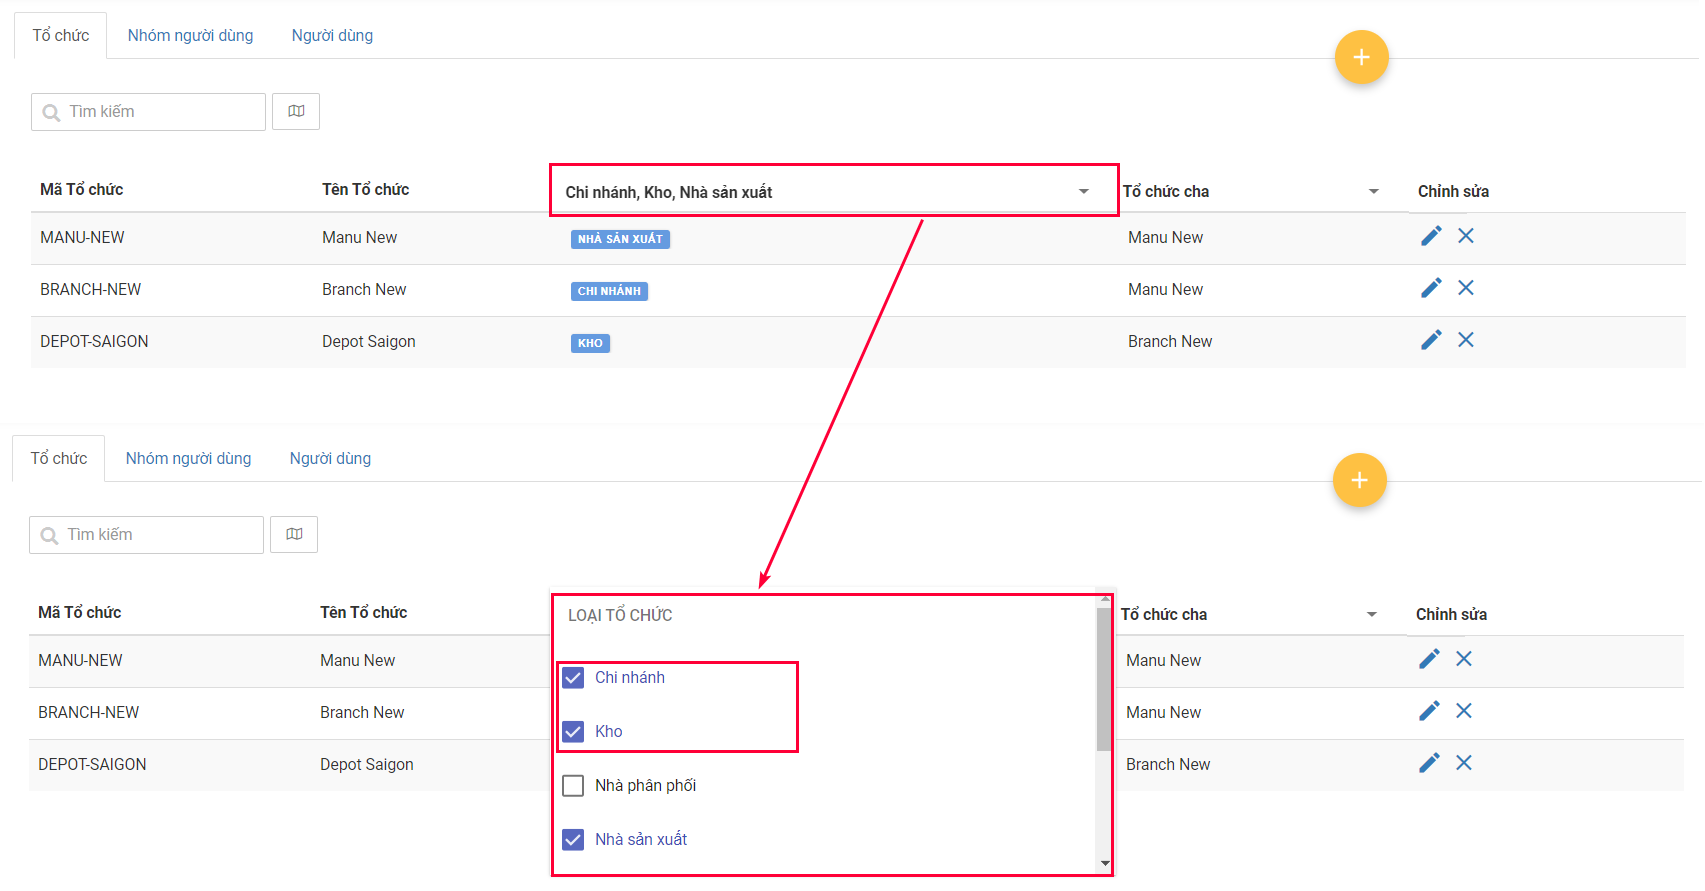 Tổ chức Nhóm người dùng Người dùng
+
Tìm kiếm
Mã Tổ chức Tên Tổ chức Chi nhánh, Kho, Nhà sản xuất Tổ chức cha Chỉnh sửa
MANU-NEW Manu New NHÀ SẢN XUẤT Manu New
BRANCH-NEW Branch New CHI NHÁNH Manu New
DEPOT-SAIGON Depot Saigon KHO Branch New
Tổ chức Nhóm người dùng Người dùng
+
Tìm kiếm
Mã Tổ chức Tên Tổ chức LOẠI TỔ CHỨC Tổ chức cha Chỉnh sửa
MANU-NEW Manu New Chi nhánh Manu New
BRANCH-NEW Branch New Kho Manu New
DEPOT-SAIGON Depot Saigon Nhà phân phối Branch New
Nhà sản xuất